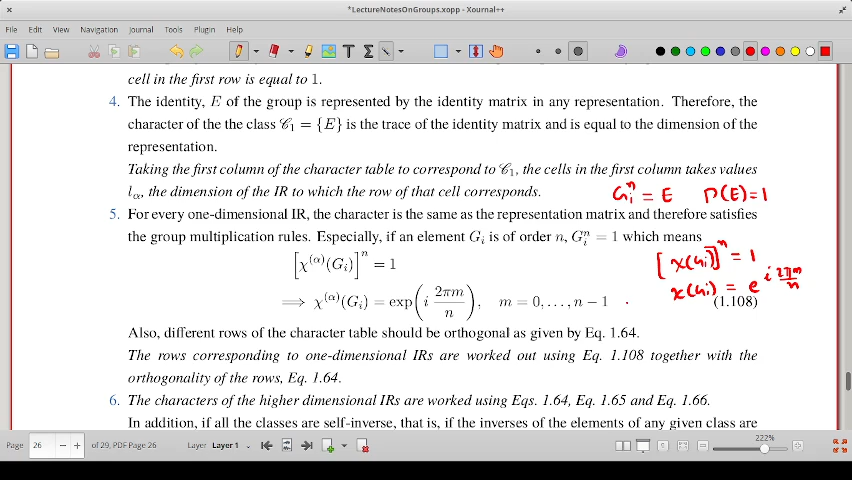 *LectureNotesOnGroups.xopp - Xournal++
File Edit View Navigation Journal Tools Plugin Help
cell in the first row is equal to 1.
4. The identity, E of the group is represented by the identity matrix in any representation. Therefore, the
character of the the class 𝒞₁ = {E} is the trace of the identity matrix and is equal to the dimension of the
representation.
Taking the first column of the character table to correspond to 𝒞₁, the cells in the first column takes values
l_α, the dimension of the IR to which the row of that cell corresponds.
G_i^n = E Γ(E)=1
5. For every one-dimensional IR, the character is the same as the representation matrix and therefore satisfies
the group multiplication rules. Especially, if an element G_i is of order n, G_i^n = 1 which means
[χ^(α)(G_i)]^n = 1
[χ(G_i)]^n = 1
⟹ χ^(α)(G_i) = exp(i 2πm/n), m = 0, . . . , n − 1 (1.108)
χ(G_i) = e^{i 2πm/n}
Also, different rows of the character table should be orthogonal as given by Eq. 1.64.
The rows corresponding to one-dimensional IRs are worked out using Eq. 1.108 together with the
orthogonality of the rows, Eq. 1.64.
6. The characters of the higher dimensional IRs are worked using Eqs. 1.64, Eq. 1.65 and Eq. 1.66.
In addition, if all the classes are self-inverse, that is, if the inverses of the elements of any given class are
Page 26 of 29, PDF Page 26 Layer Layer 1 222%